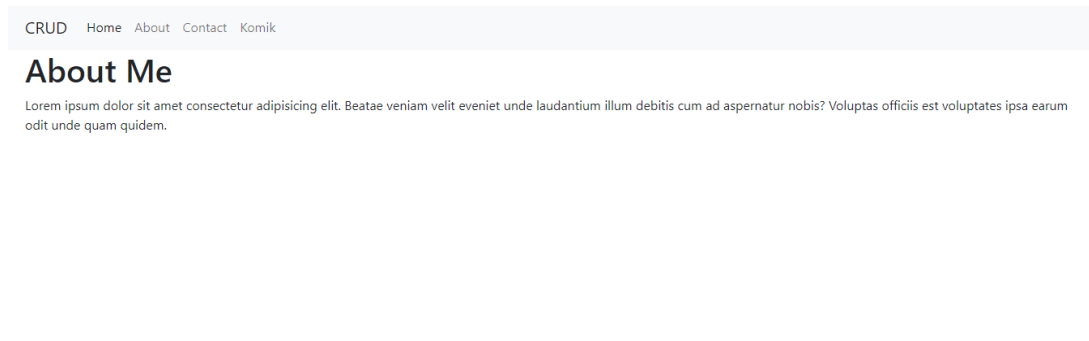 CRUD Home About Contact Komik
About Me
Lorem ipsum dolor sit amet consectetur adipisicing elit. Beatae veniam velit eveniet unde laudantium illum debitis cum ad aspernatur nobis? Voluptas officiis est voluptates ipsa earum
odit unde quam quidem.